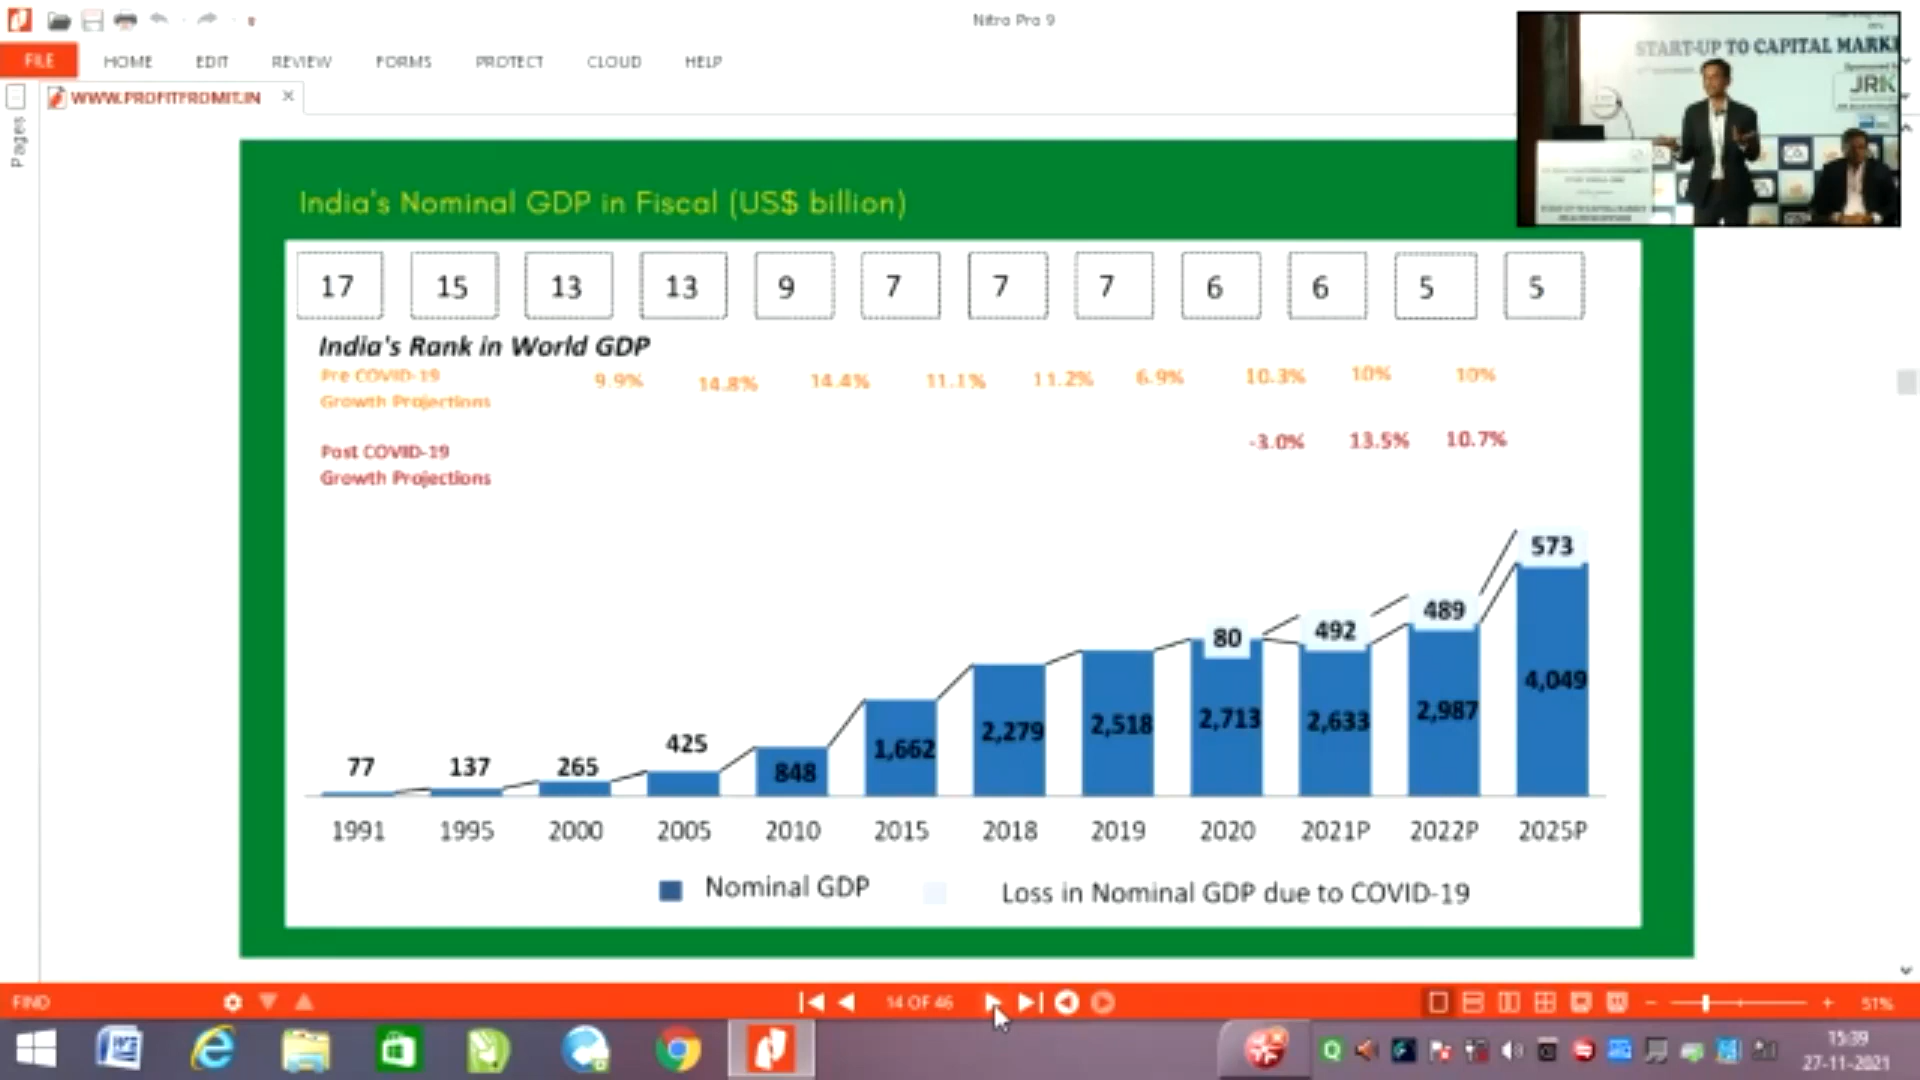 Nitro Pro 9
FILE HOME EDIT REVIEW FORMS PROTECT CLOUD HELP
WWW.PROFITFROMIT.IN
Pages
START-UP TO CAPITAL MARK
JRK
India's Nominal GDP in Fiscal (US$ billion)
17 15 13 13 9 7 7 7 6 6 5 5
India's Rank in World GDP
Pre COVID-19
Growth Projections
9.9% 14.8% 14.4% 11.1% 11.2% 6.9% 10.3% 10% 10%
Post COVID-19
Growth Projections
-3.0% 13.5% 10.7%
77 137 265 425 848 1,662 2,279 2,518 2,713 2,633 2,987 4,049
80 492 489 573
1991 1995 2000 2005 2010 2015 2018 2019 2020 2021P 2022P 2025P
Nominal GDP Loss in Nominal GDP due to COVID-19
FIND 14 OF 46 51%
15:39
27-11-2021